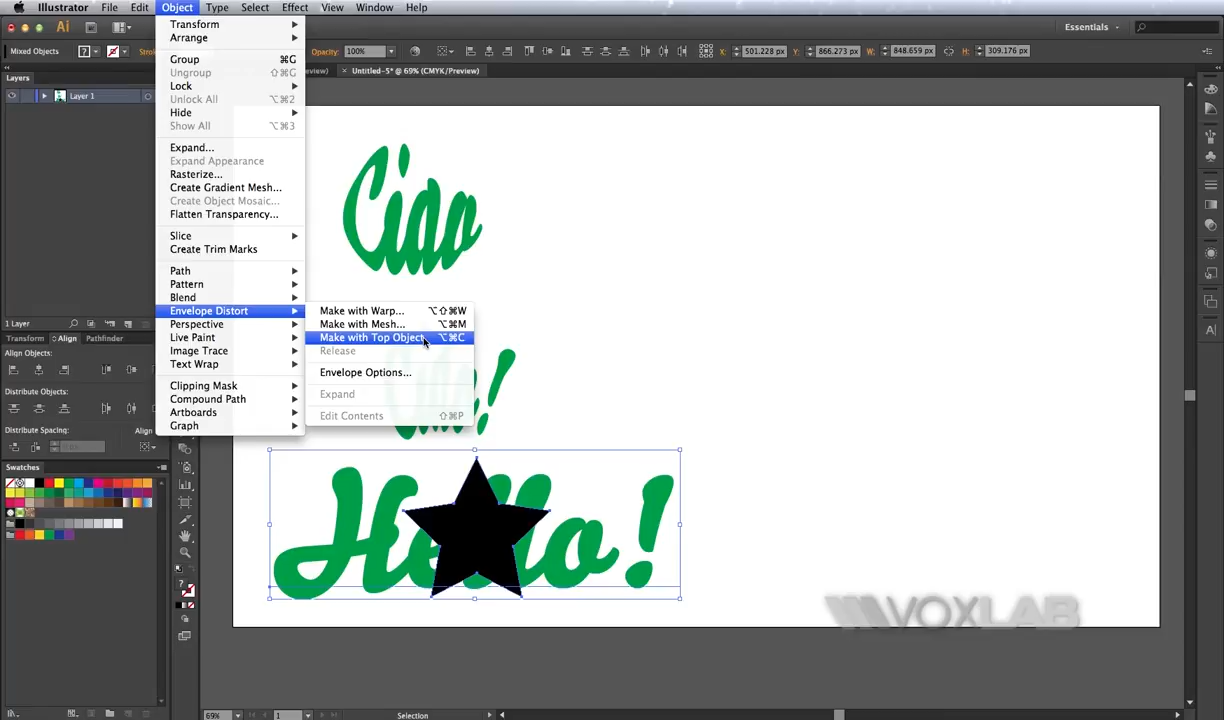 Illustrator File Edit Object Type Select Effect View Window Help
Ai Essentials
Mixed Objects ? Opacity: 100% X: 501.228 px Y: 866.273 px W: 848.659 px H: 309.176 px
Layers
Untitled-5* @ 69% (CMYK/Preview)
Layer 1
Transform
Arrange
Group ⌘G
Ungroup ⇧⌘G
Lock
Unlock All ⌥⌘2
Hide
Show All ⌥⌘3
Expand...
Expand Appearance
Rasterize...
Create Gradient Mesh...
Create Object Mosaic...
Flatten Transparency...
Slice
Create Trim Marks
Path
Pattern
Blend
Envelope Distort
Perspective
Live Paint
Image Trace
Text Wrap
Clipping Mask
Compound Path
Artboards
Graph
Make with Warp... ⌥⇧⌘W
Make with Mesh... ⌥⌘M
Make with Top Object ⌥⌘C
Release
Envelope Options...
Expand
Edit Contents ⇧⌘P
1 Layer
Transform Align Pathfinder
Align Objects:
Distribute Objects:
Distribute Spacing: Align
Swatches
Ciao
VOXLAB
69% 1 Selection